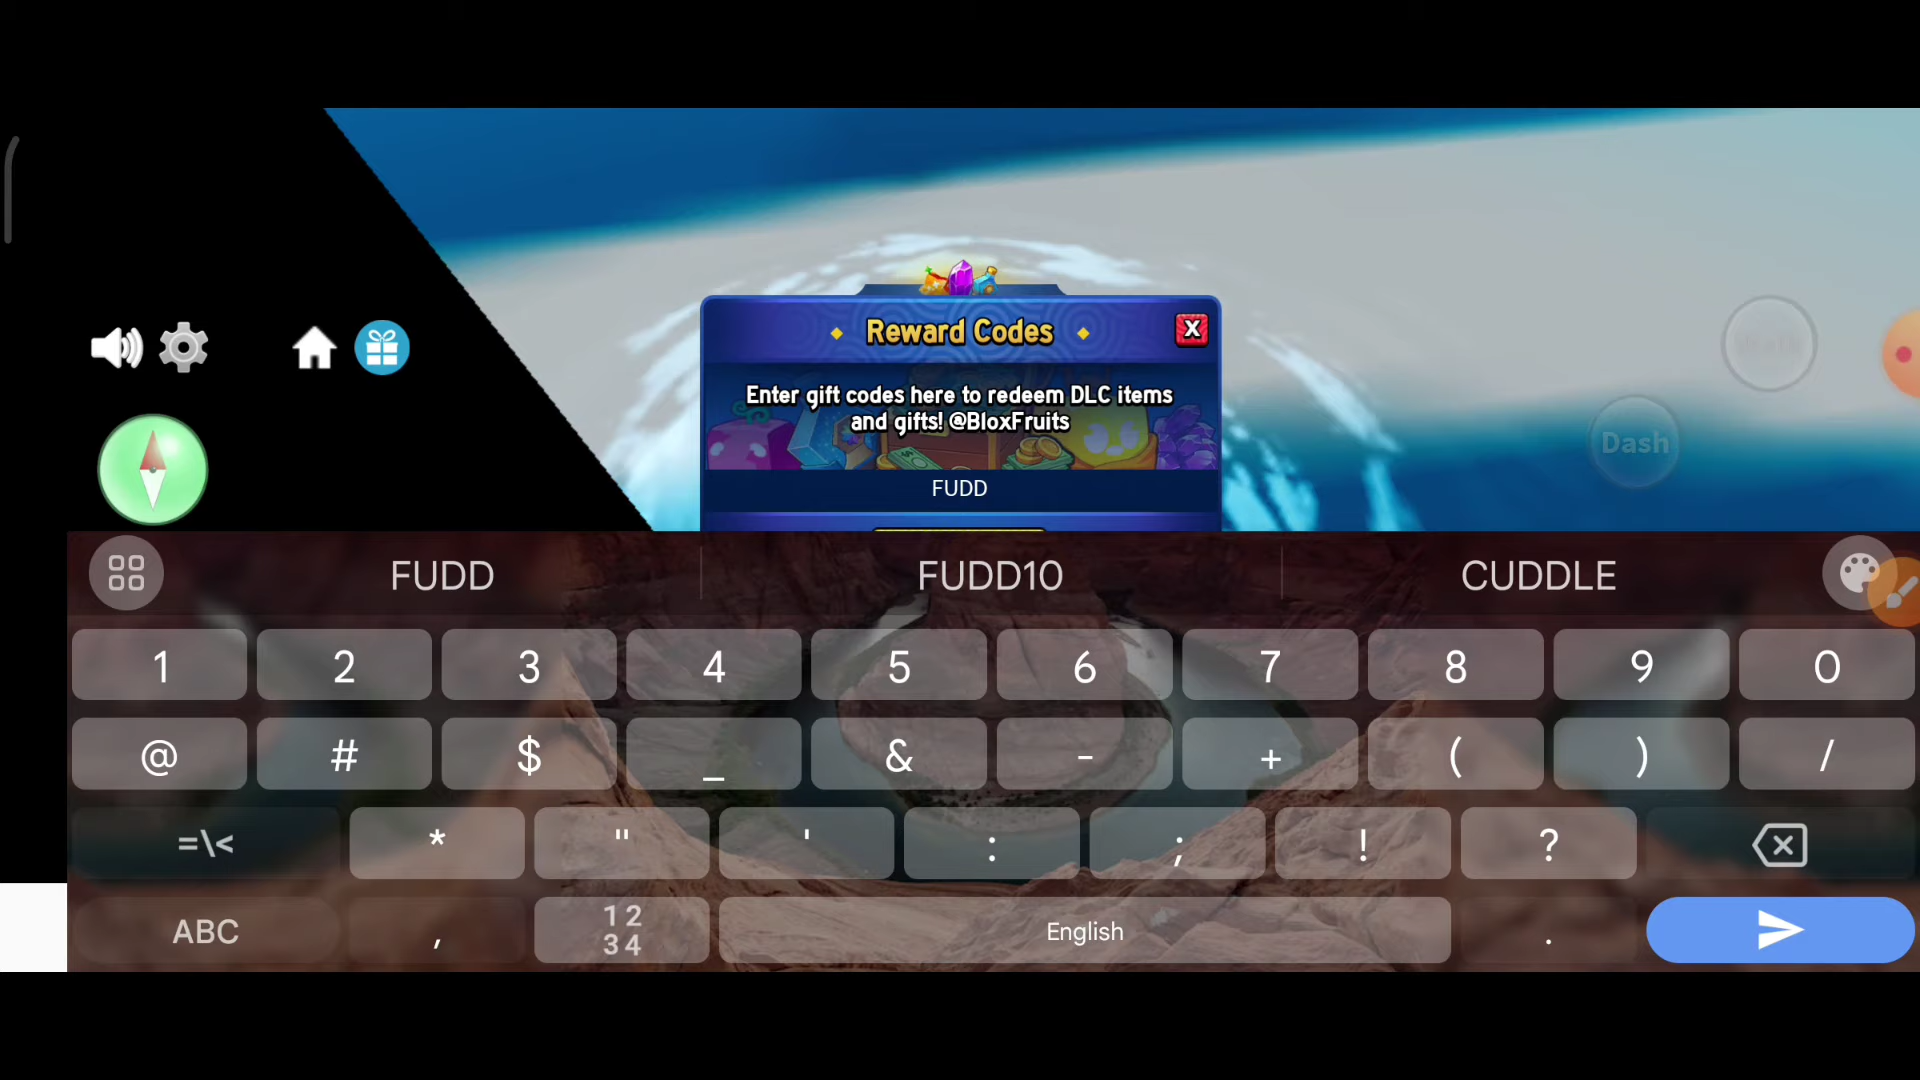 Reward Codes
X
Enter gift codes here to redeem DLC items
and gifts! @BloxFruits
FUDD
Dash
FUDD FUDD10 CUDDLE
1 2 3 4 5 6 7 8 9 0
@ # $ _ & - + ( ) /
=\< * " ' : ; ! ?
ABC , 12 English .
34